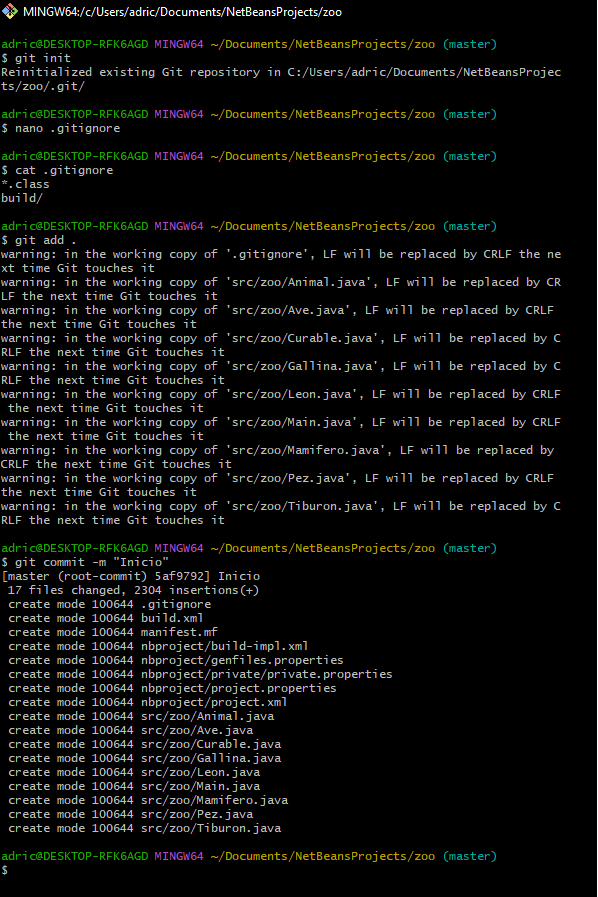 MINGW64:/c/Users/adric/Documents/NetBeansProjects/zoo
adric@DESKTOP-RFK6AGD MINGW64 ~/Documents/NetBeansProjects/zoo (master)
$ git init
Reinitialized existing Git repository in C:/Users/adric/Documents/NetBeansProjec
ts/zoo/.git/
adric@DESKTOP-RFK6AGD MINGW64 ~/Documents/NetBeansProjects/zoo (master)
$ nano .gitignore
adric@DESKTOP-RFK6AGD MINGW64 ~/Documents/NetBeansProjects/zoo (master)
$ cat .gitignore
*.class
build/
adric@DESKTOP-RFK6AGD MINGW64 ~/Documents/NetBeansProjects/zoo (master)
$ git add .
warning: in the working copy of '.gitignore', LF will be replaced by CRLF the ne
xt time Git touches it
warning: in the working copy of 'src/zoo/Animal.java', LF will be replaced by CR
LF the next time Git touches it
warning: in the working copy of 'src/zoo/Ave.java', LF will be replaced by CRLF
the next time Git touches it
warning: in the working copy of 'src/zoo/Curable.java', LF will be replaced by C
RLF the next time Git touches it
warning: in the working copy of 'src/zoo/Gallina.java', LF will be replaced by C
RLF the next time Git touches it
warning: in the working copy of 'src/zoo/Leon.java', LF will be replaced by CRLF
 the next time Git touches it
warning: in the working copy of 'src/zoo/Main.java', LF will be replaced by CRLF
 the next time Git touches it
warning: in the working copy of 'src/zoo/Mamifero.java', LF will be replaced by
CRLF the next time Git touches it
warning: in the working copy of 'src/zoo/Pez.java', LF will be replaced by CRLF
the next time Git touches it
warning: in the working copy of 'src/zoo/Tiburon.java', LF will be replaced by C
RLF the next time Git touches it
adric@DESKTOP-RFK6AGD MINGW64 ~/Documents/NetBeansProjects/zoo (master)
$ git commit -m "Inicio"
[master (root-commit) 5af9792] Inicio
 17 files changed, 2304 insertions(+)
 create mode 100644 .gitignore
 create mode 100644 build.xml
 create mode 100644 manifest.mf
 create mode 100644 nbproject/build-impl.xml
 create mode 100644 nbproject/genfiles.properties
 create mode 100644 nbproject/private/private.properties
 create mode 100644 nbproject/project.properties
 create mode 100644 nbproject/project.xml
 create mode 100644 src/zoo/Animal.java
 create mode 100644 src/zoo/Ave.java
 create mode 100644 src/zoo/Curable.java
 create mode 100644 src/zoo/Gallina.java
 create mode 100644 src/zoo/Leon.java
 create mode 100644 src/zoo/Main.java
 create mode 100644 src/zoo/Mamifero.java
 create mode 100644 src/zoo/Pez.java
 create mode 100644 src/zoo/Tiburon.java
adric@DESKTOP-RFK6AGD MINGW64 ~/Documents/NetBeansProjects/zoo (master)
$